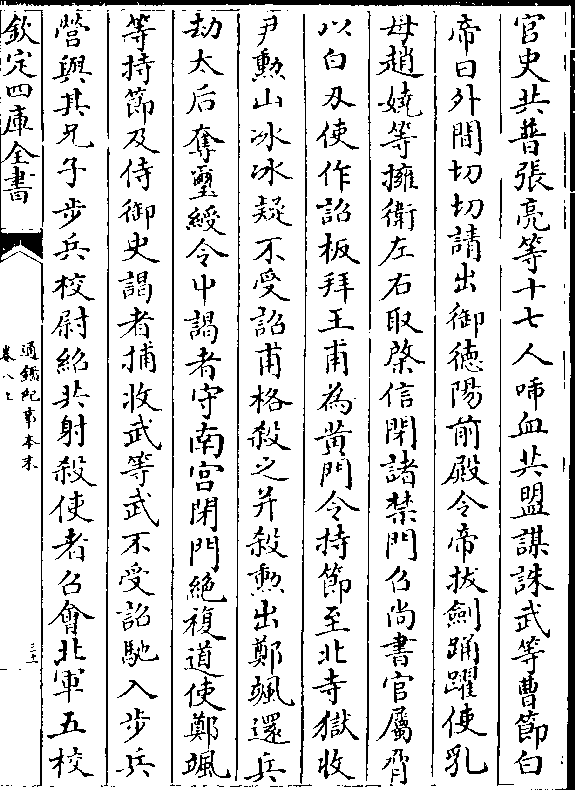 官史共普張亮等十七人啑血共盟謀誅武等曹節白
帝曰外間切切請出御德陽前殿令帝拔劍踊躍使乳
母趙嬈等擁衛左右取棨信閉諸禁門召尚書官屬脅
以白刃使作詔板拜王甫為黃門令持節至北寺獄收
尹勲山冰冰疑不受詔甫格殺之并殺勲出鄭颯還兵
劫太后奪璽綬令中謁者守南宫閉門絶複道使鄭颯
等持節及侍御史謁者捕收武等武不受詔馳入步兵
營與其兄子步兵校尉紹共射殺使者召會北軍五校
欽定四庫全書
通鑑紀事本末
卷八上